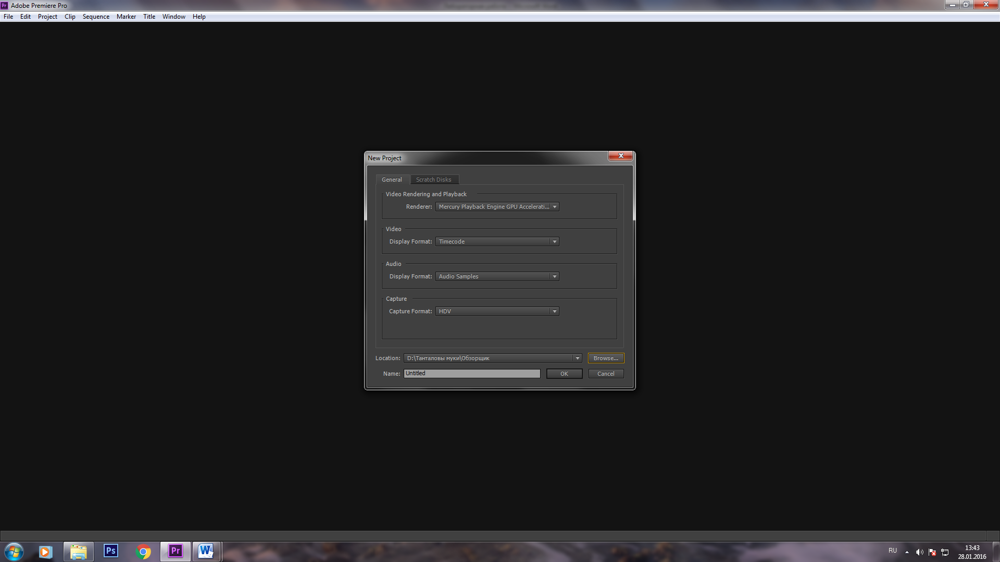 Adobe Premiere Pro
File Edit Project Clip Sequence Marker Title Window Help
New Project
General Scratch Disks
Video Rendering and Playback
Renderer: Mercury Playback Engine GPU Accelerati...
Video
Display Format: Timecode
Audio
Display Format: Audio Samples
Capture
Capture Format: HDV
Location: D:\Танталовы муки\Обзорщик Browse...
Name: Untitled OK Cancel
Ps Pr W
RU 13:43
28.01.2016